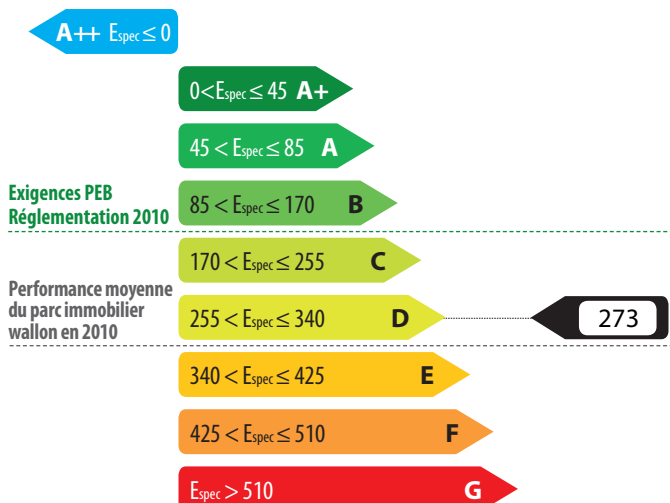 A++ Espec ≤ 0
0<Espec ≤ 45 A+
45 < Espec ≤ 85 A
Exigences PEB
Réglementation 2010
85 < Espec ≤ 170 B
170 < Espec ≤ 255 C
Performance moyenne
du parc immobilier
wallon en 2010
255 < Espec ≤ 340 D
273
340 < Espec ≤ 425 E
425 < Espec ≤ 510 F
Espec > 510 G